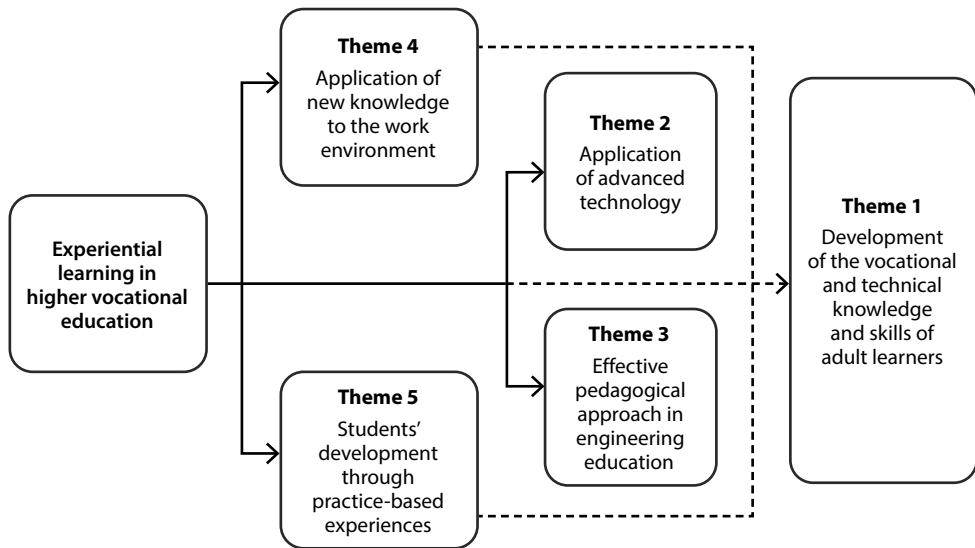 Experiential
learning in
higher vocational
education
Theme 4
Application of
new knowledge
to the work
environment
Theme 5
Students’
development
through
practice-based
experiences
Theme 2
Application
of advanced
technology
Theme 3
Effective
pedagogical
approach in
engineering
education
Theme 1
Development
of the vocational
and technical
knowledge
and skills of
adult learners